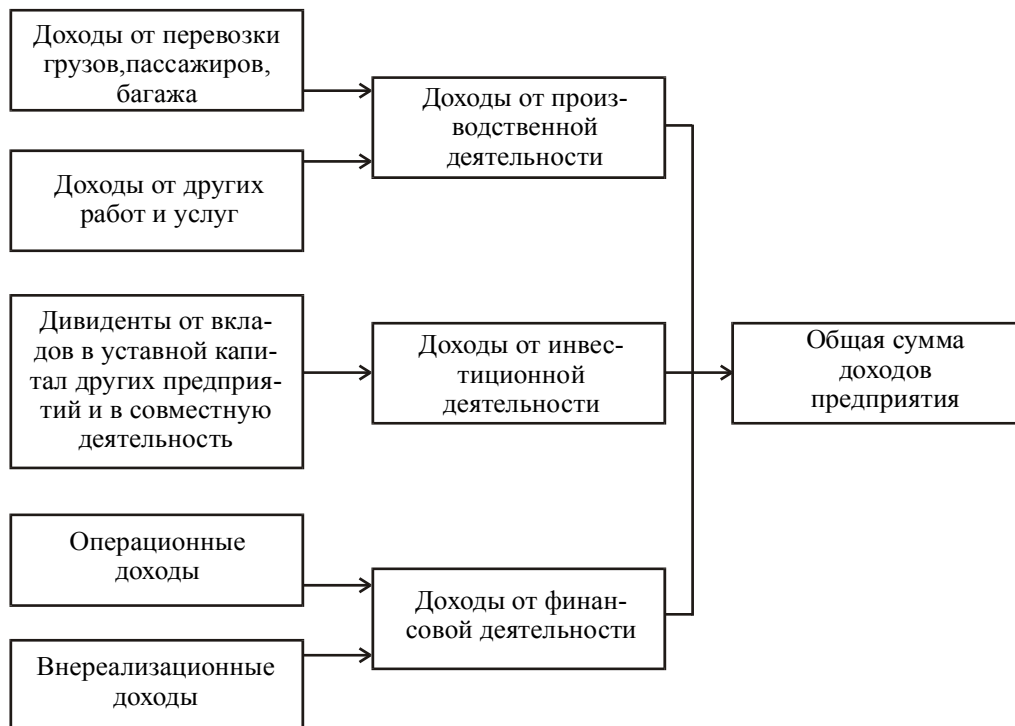 Доходы от перевозки
грузов,пассажиров,
багажа
Доходы от других
работ и услуг
Дивиденты от вкла-
дов в уставной капи-
тал других предприя-
тий и в совместную
деятельность
Операционные
доходы
Внереализационные
доходы
Доходы от произ-
водственной
деятельности
Доходы от инвес-
тиционной
деятельности
Доходы от финан-
совой деятельности
Общая сумма
доходов
предприятия